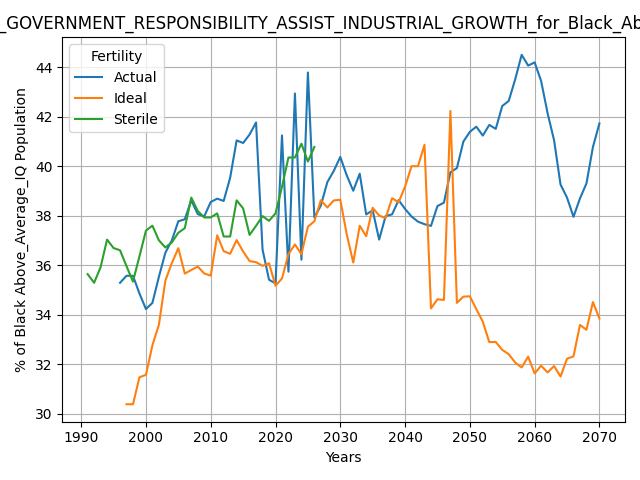 _GOVERNMENT_RESPONSIBILITY_ASSIST_INDUSTRIAL_GROWTH_for_Black_Ab
Fertility
Actual
Ideal
Sterile
% of Black Above_Average_IQ Population
44
42
40
38
36
34
32
30
1990
2000
2010
2020
2030
2040
2050
2060
2070
Years